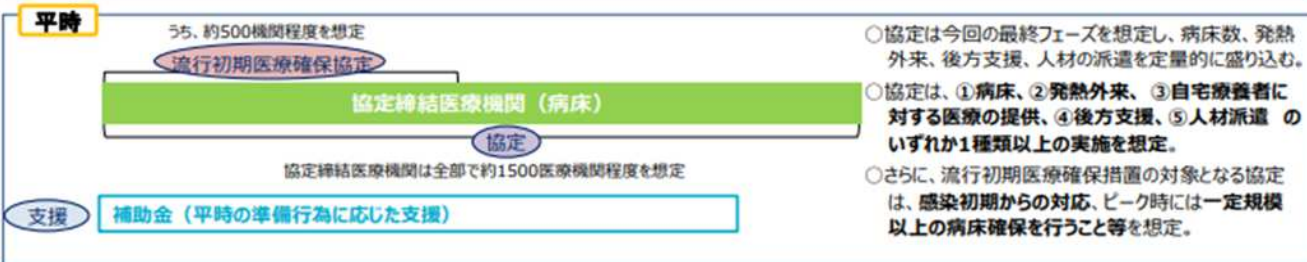 平時
うち、約500機関程度を想定
流行初期医療確保協定
協定締結医療機関（病床）
協定
協定締結医療機関は全部で約1500医療機関程度を想定
支援
補助金（平時の準備行為に応じた支援）
○協定は今回の最終フェーズを想定し、病床数、発熱
外来、後方支援、人材の派遣を定量的に盛り込む。
○協定は、①病床、②発熱外来、 ③自宅療養者に
対する医療の提供、④後方支援、⑤人材派遣 の
いずれか1種類以上の実施を想定。
○さらに、流行初期医療確保措置の対象となる協定
は、感染初期からの対応、ピーク時には一定規模
以上の病床確保を行うこと等を想定。